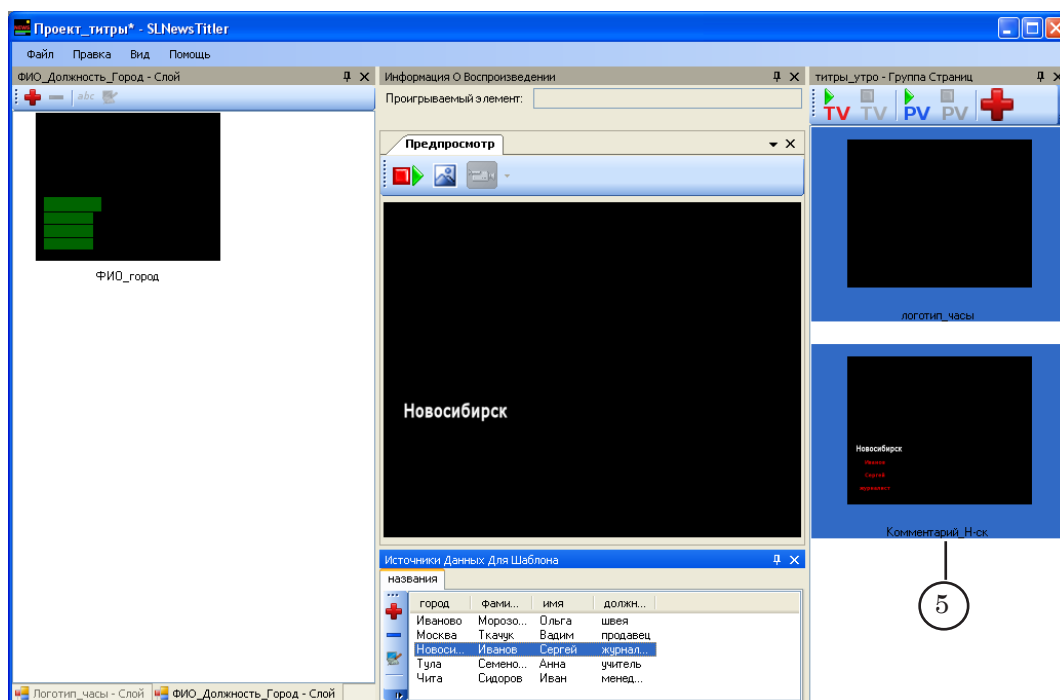 Проект_титры* - SLNewsTitler
Файл Правка Вид Помощь
ФИО_Должность_Город - Слой
abc
ФИО_город
Логотип_часы - Слой ФИО_Должность_Город - Слой
Информация О Воспроизведении
Проигрываемый элемент:
Предпросмотр
Новосибирск
Источники Данных Для Шаблона
названия
город фами... имя должн...
Иваново Морозо... Ольга швея
Москва Ткачук Вадим продавец
Новоси... Иванов Сергей журнал...
Тула Семено... Анна учитель
Чита Сидоров Иван менед...
титры_утро - Группа Страниц
TV TV PV PV
логотип_часы
Новосибирск
Иванов
Сергей
журналист
Комментарий_Н-ск
5